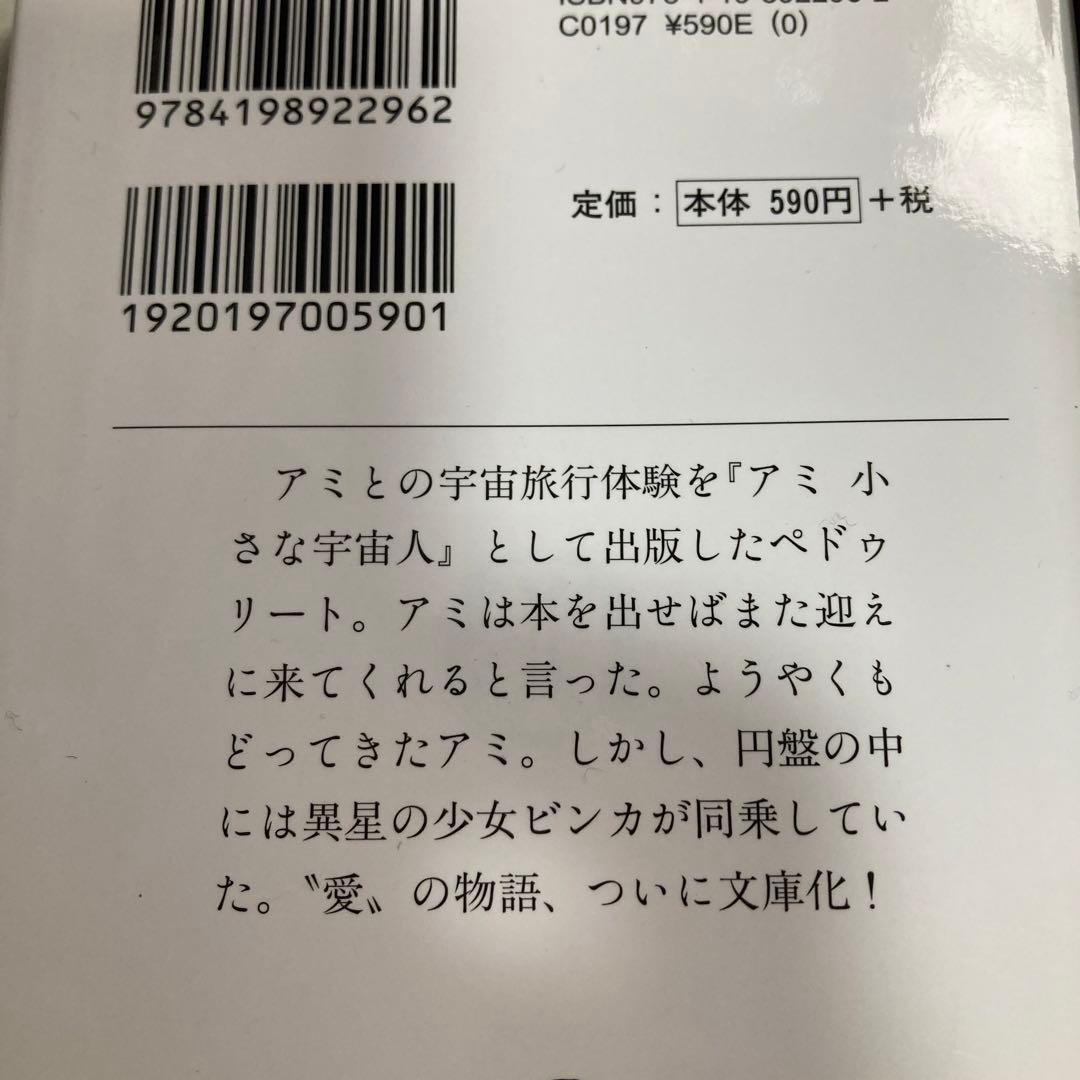 C0197 ¥590E (0)
9784198922962
定価：本体 590円＋税
1920197005901
アミとの宇宙旅行体験を『アミ 小
さな宇宙人』として出版したペドゥ
リート。アミは本を出せばまた迎え
に来てくれると言った。ようやくも
どってきたアミ。しかし、円盤の中
には異星の少女ビンカが同乗してい
た。〝愛〟の物語、ついに文庫化！